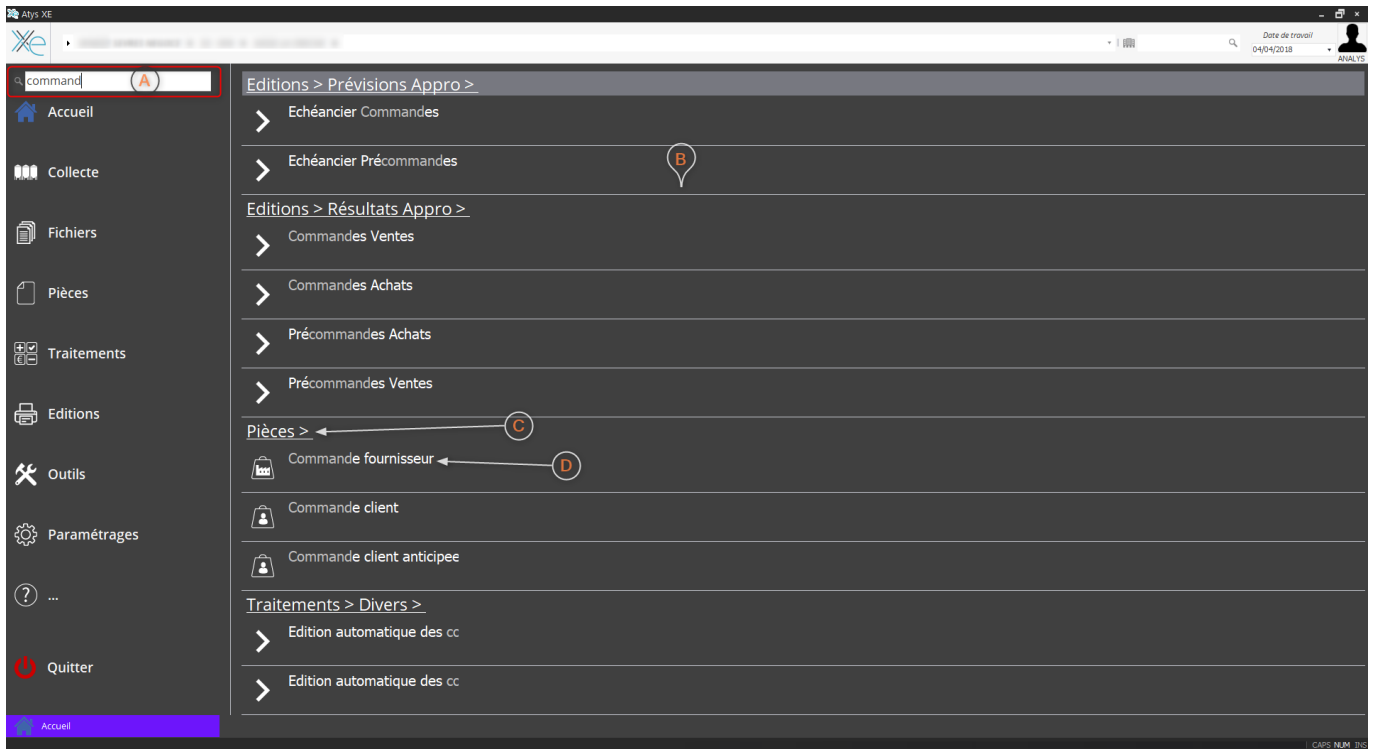 Atys XE
Xe
Date de travail
04/04/2018
ANALYS
command
A
Accueil
Collecte
Fichiers
Pièces
Traitements
Editions
Outils
Paramétrages
...
Quitter
Accueil
Editions > Prévisions Appro >
Echéancier Commandes
Echéancier Précommandes
B
Editions > Résultats Appro >
Commandes Ventes
Commandes Achats
Précommandes Achats
Précommandes Ventes
Pièces >
C
Commande fournisseur
D
Commande client
Commande client anticipee
Traitements > Divers >
Edition automatique des cc
Edition automatique des cc
CAPS NUM INS